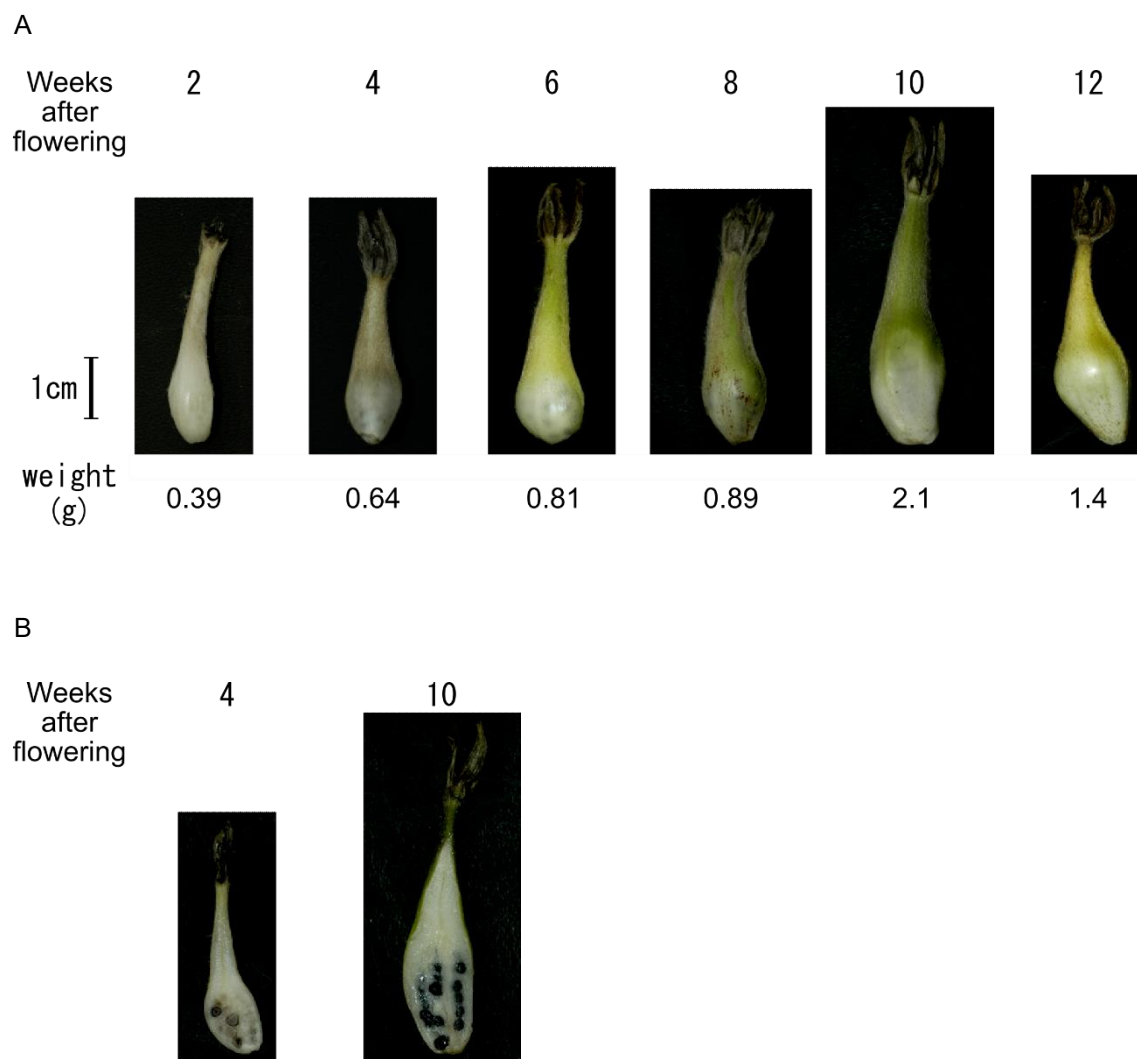 A
Weeks after flowering 2 4 6 8 10 12
1cm
weight (g) 0.39 0.64 0.81 0.89 2.1 1.4
B
Weeks after flowering 4 10